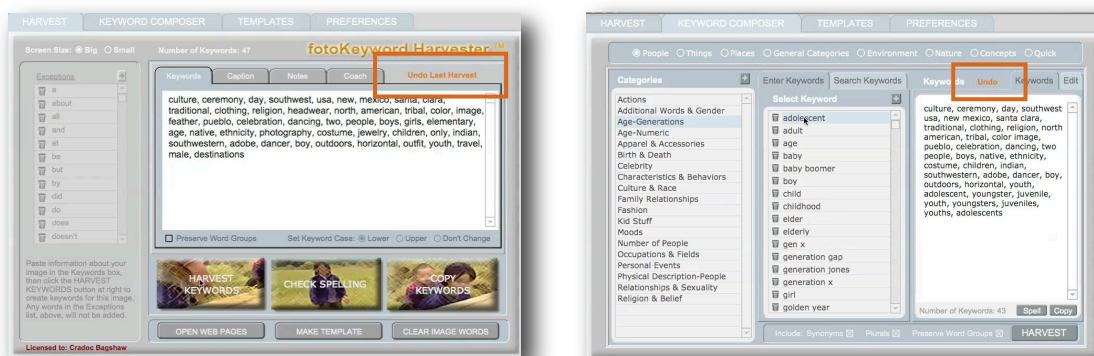 HARVEST KEYWORD COMPOSER TEMPLATES PREFERENCES
Screen Size: Big Small Number of Keywords: 47 fotoKeyword Harvester ™
Exceptions
a
about
all
and
at
be
but
by
did
do
does
doesn't
Paste information about your
image in the Keywords box,
then click the HARVEST
KEYWORDS button at right to
create keywords for this image.
Any words in the Exceptions
list, above, will not be added.
Licensed to: Cradoc Bagshaw
Keywords Caption Notes Coach Undo Last Harvest
culture, ceremony, day, southwest, usa, new, mexico, santa, clara,
traditional, clothing, religion, headwear, north, american, tribal, color, image,
feather, pueblo, celebration, dancing, two, people, boys, girls, elementary,
age, native, ethnicity, photography, costume, jewelry, children, only, indian,
southwestern, adobe, dancer, boy, outdoors, horizontal, outfit, youth, travel,
male, destinations
Preserve Word Groups Set Keyword Case: Lower Upper Don't Change
HARVEST
KEYWORDS
CHECK SPELLING
COPY
KEYWORDS
OPEN WEB PAGES MAKE TEMPLATE CLEAR IMAGE WORDS
HARVEST KEYWORD COMPOSER TEMPLATES PREFERENCES
People Things Places General Categories Environment Nature Concepts Quick
Categories
Actions
Additional Words & Gender
Age-Generations
Age-Numeric
Apparel & Accessories
Birth & Death
Celebrity
Characteristics & Behaviors
Culture & Race
Family Relationships
Fashion
Kid Stuff
Moods
Number of People
Occupations & Fields
Personal Events
Physical Description-People
Relationships & Sexuality
Religion & Belief
Enter Keywords Search Keywords
Select Keyword
adolescent
adult
age
baby
baby boomer
boy
child
childhood
elder
elderly
gen x
generation gap
generation jones
generation x
girl
golden year
Keywords Undo Keywords Edit
culture, ceremony, day, southwest
usa, new mexico, santa clara,
traditional, clothing, religion, north
american, tribal, color image,
pueblo, celebration, dancing, two
people, boys, native, ethnicity,
costume, children, indian,
southwestern, adobe, dancer, boy,
outdoors, horizontal, youth,
adolescent, youngster, juvenile,
youth, youngsters, juveniles,
youths, adolescents
Number of Keywords: 43 Spell Copy
Include: Synonyms Plurals Preserve Word Groups HARVEST